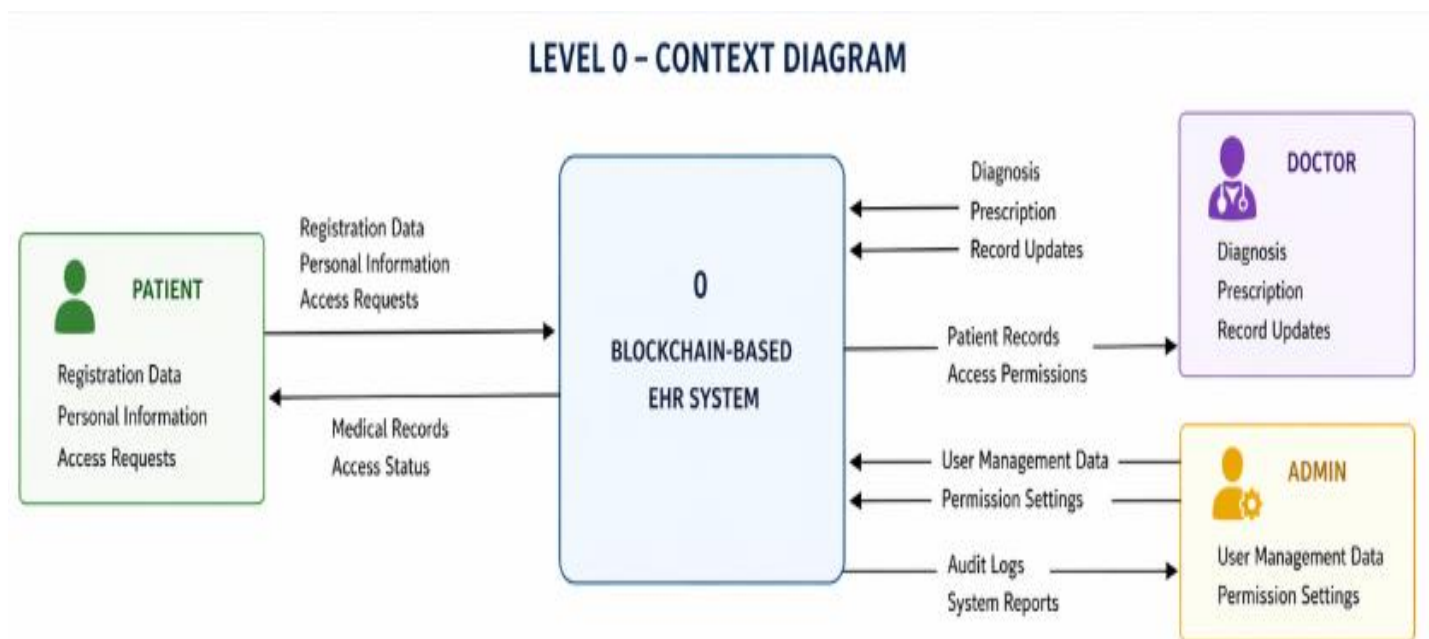 LEVEL 0 – CONTEXT DIAGRAM
PATIENT
Registration Data
Personal Information
Access Requests
Registration Data
Personal Information
Access Requests
Medical Records
Access Status
0
BLOCKCHAIN-BASED
EHR SYSTEM
Diagnosis
Prescription
Record Updates
Patient Records
Access Permissions
User Management Data
Permission Settings
Audit Logs
System Reports
DOCTOR
Diagnosis
Prescription
Record Updates
ADMIN
User Management Data
Permission Settings